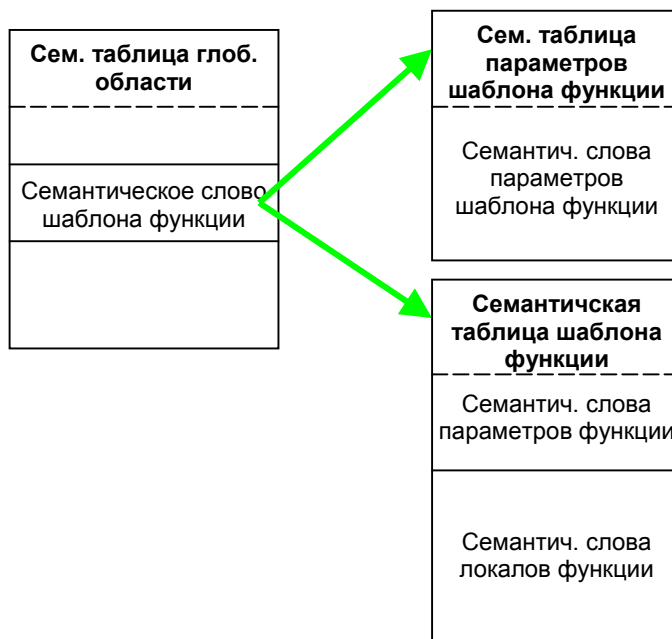 Сем. таблица глоб.
области
Семантическое слово
шаблона функции
Сем. таблица
параметров
шаблона функции
Семантич. слова
параметров
шаблона функции
Семантичская
таблица шаблона
функции
Семантич. слова
параметров функции
Семантич. слова
локалов функции